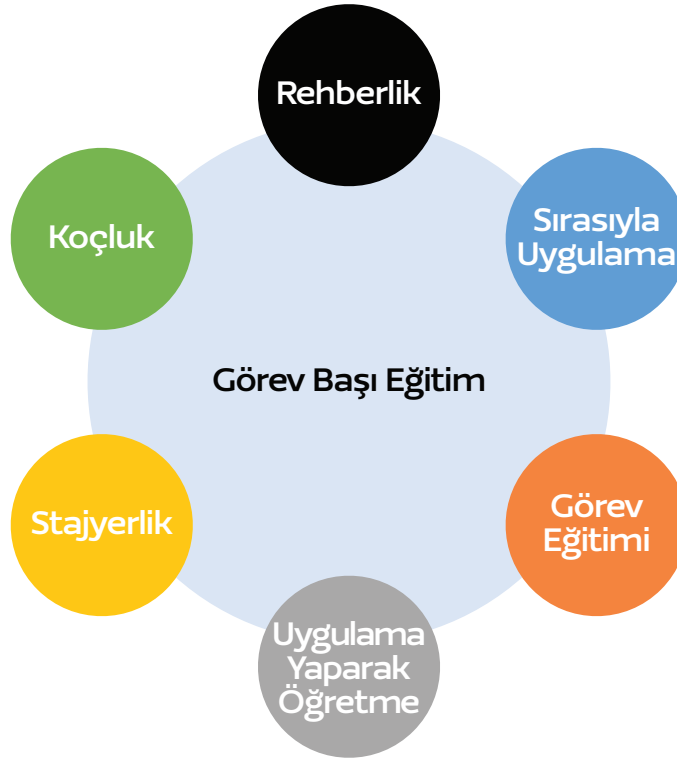 Rehberlik
Sırasıyla
Uygulama
Koçluk
Görev Başı Eğitim
Stajyerlik
Görev
Eğitimi
Uygulama
Yaparak
Öğretme